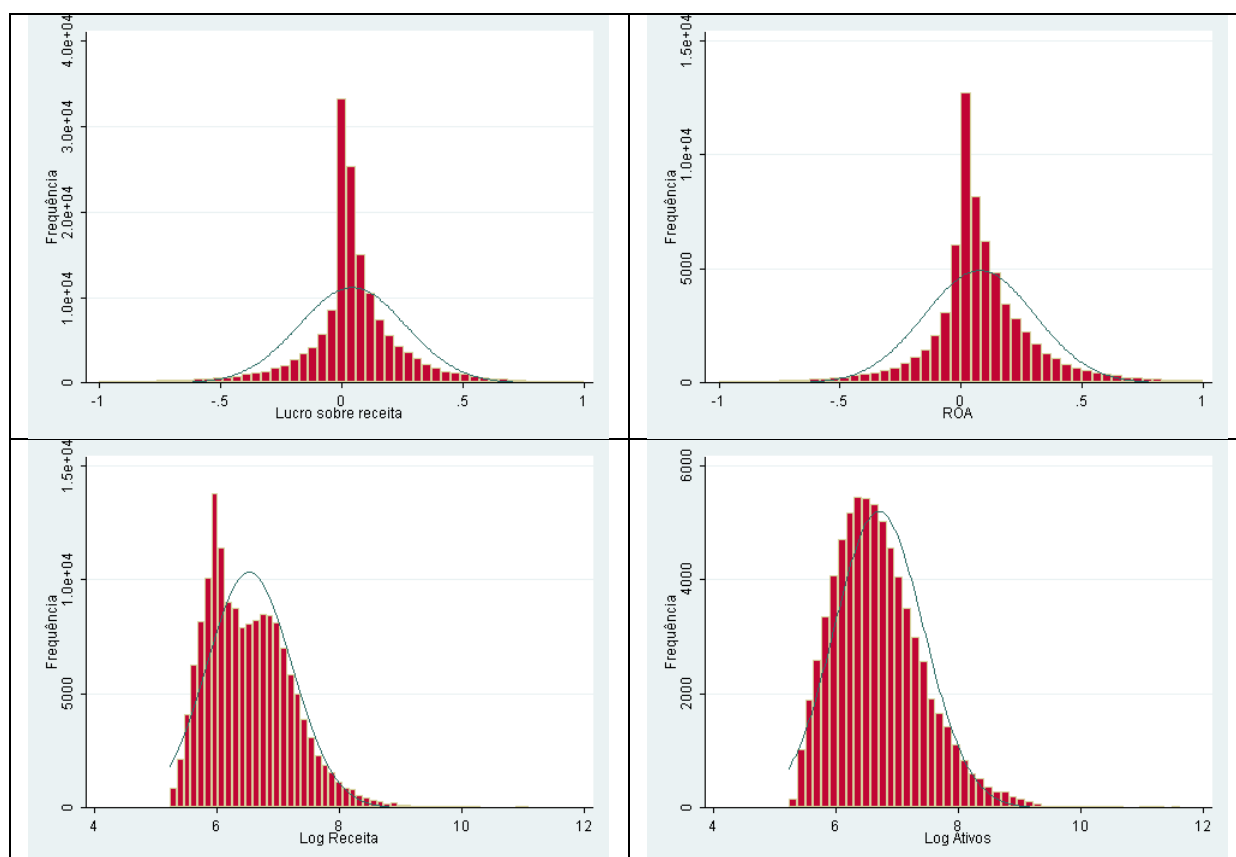 4.0e+04
3.0e+04
2.0e+04
1.0e+04
0
Frequência
-1 -.5 0 .5 1
Lucro sobre receita
1.5e+04
1.0e+04
5000
0
Frequência
-1 -.5 0 .5 1
ROA
1.5e+04
1.0e+04
5000
0
Frequência
4 6 8 10 12
Log Receita
6000
4000
2000
0
Frequência
4 6 8 10 12
Log Ativos